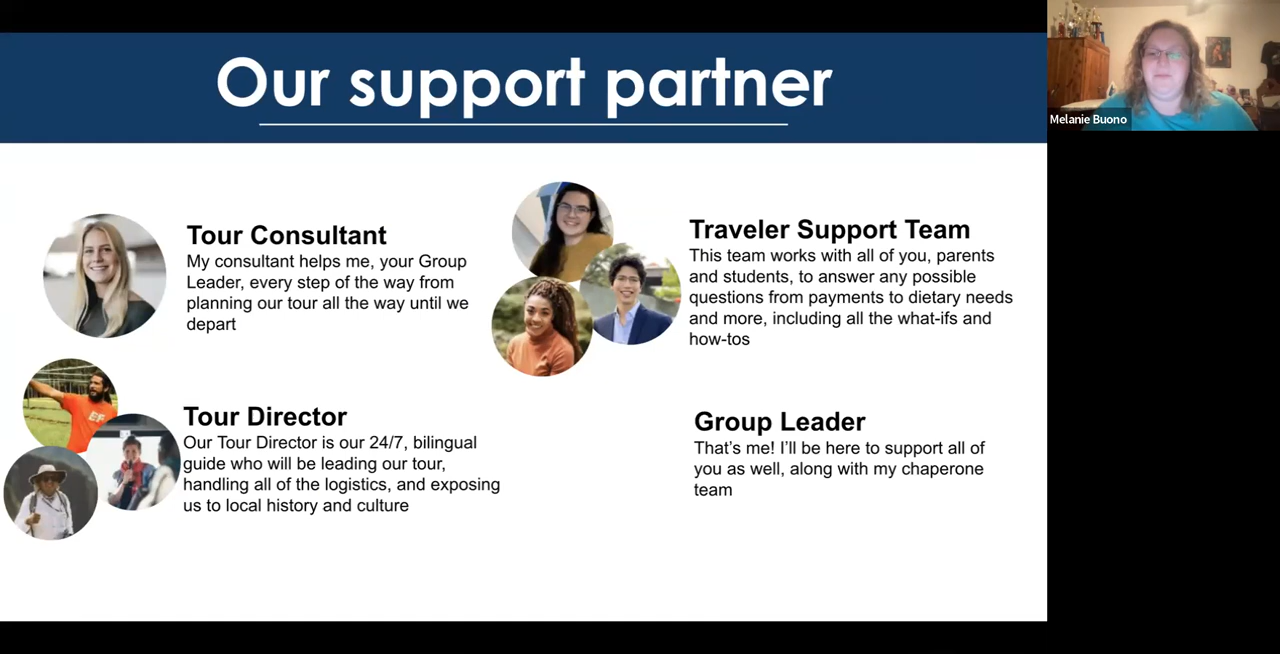 Our support partner
Melanie Buono
Tour Consultant
My consultant helps me, your Group
Leader, every step of the way from
planning our tour all the way until we
depart
Traveler Support Team
This team works with all of you, parents
and students, to answer any possible
questions from payments to dietary needs
and more, including all the what-ifs and
how-tos
EF
Tour Director
Our Tour Director is our 24/7, bilingual
guide who will be leading our tour,
handling all of the logistics, and exposing
us to local history and culture
Group Leader
That’s me! I’ll be here to support all of
you as well, along with my chaperone
team